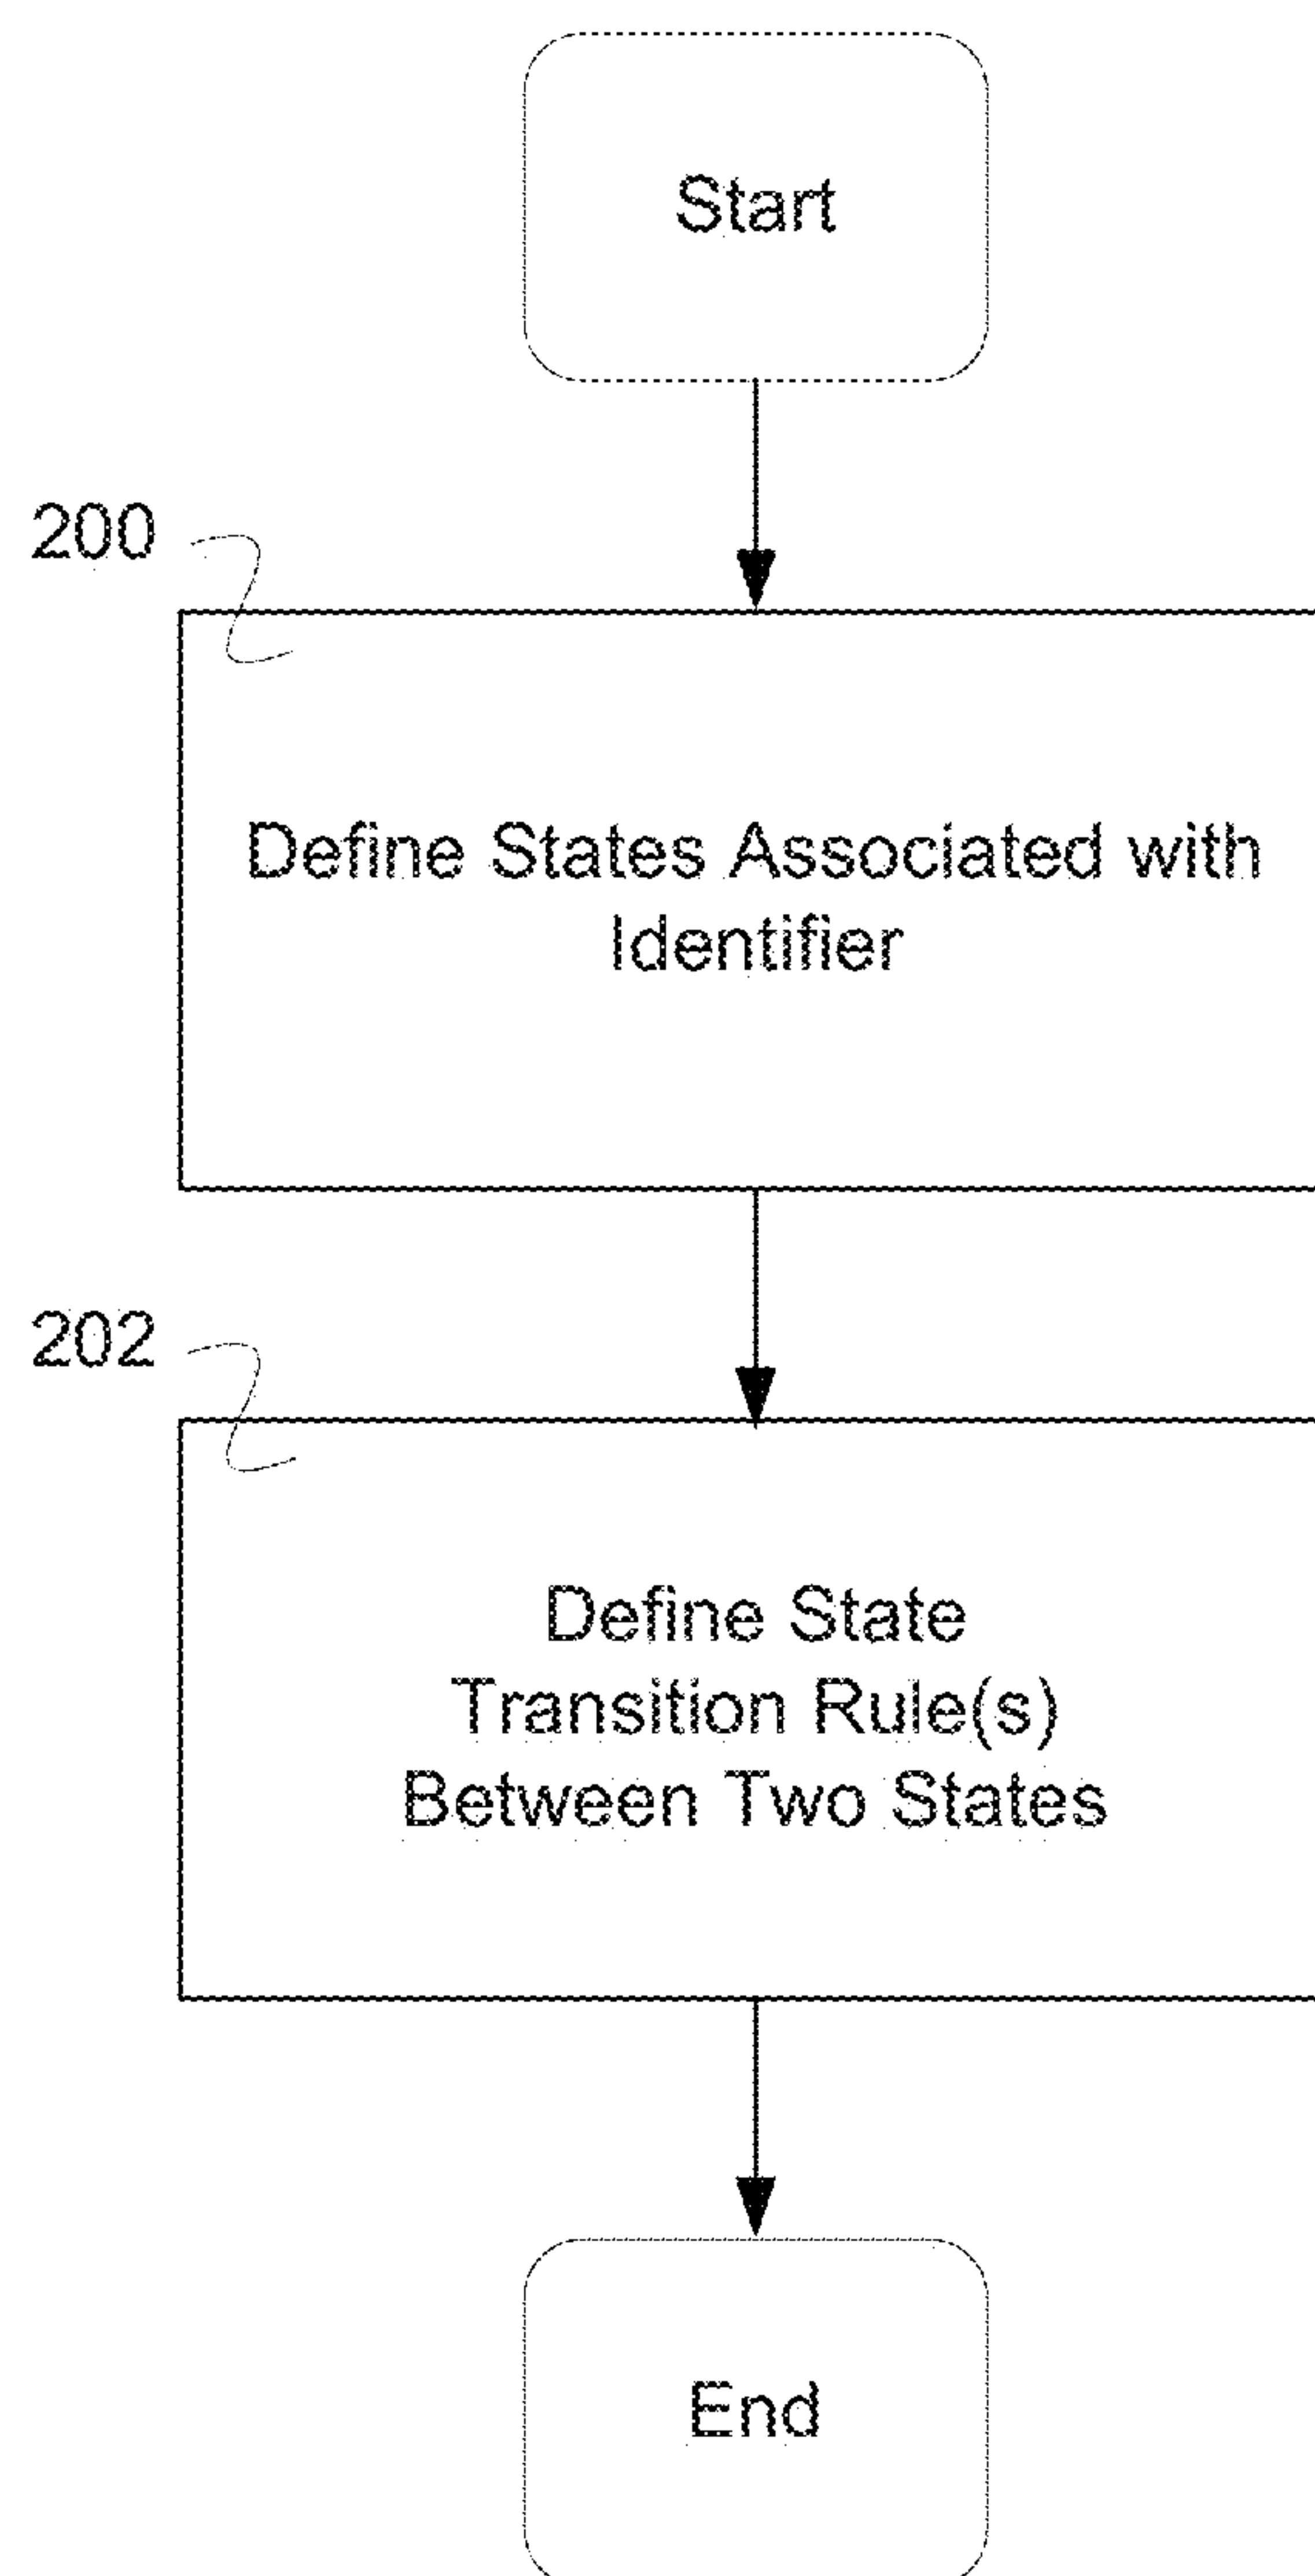 Start
200
Define States Associated with
Identifier
202
Define State
Transition Rule(s)
Between Two States
End